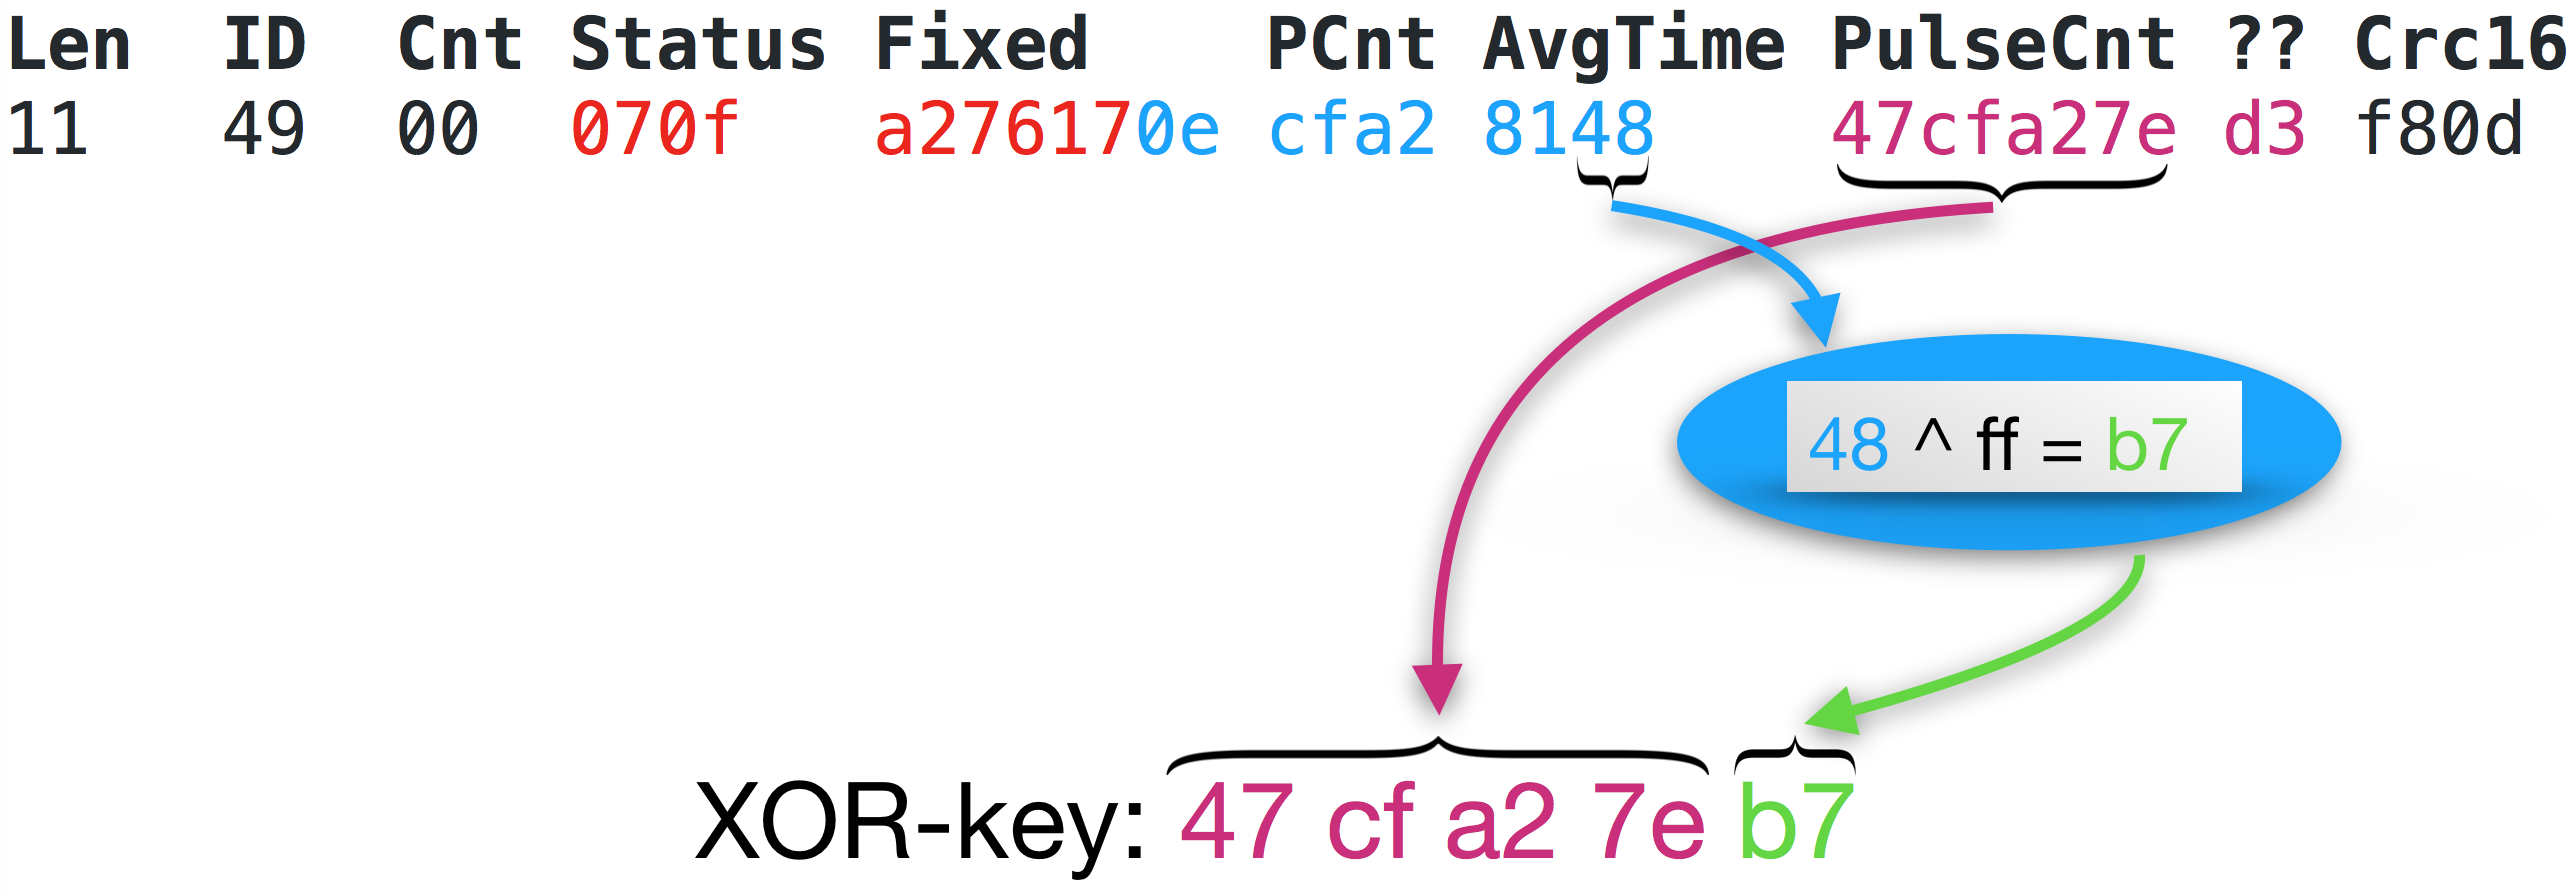 Len ID Cnt Status Fixed PCnt AvgTime PulseCnt ?? Crc16
11 49 00 070f a276170e cfa2 8148 47cfa27e d3 f80d
48 ^ ff = b7
XOR-key: 47 cf a2 7e b7